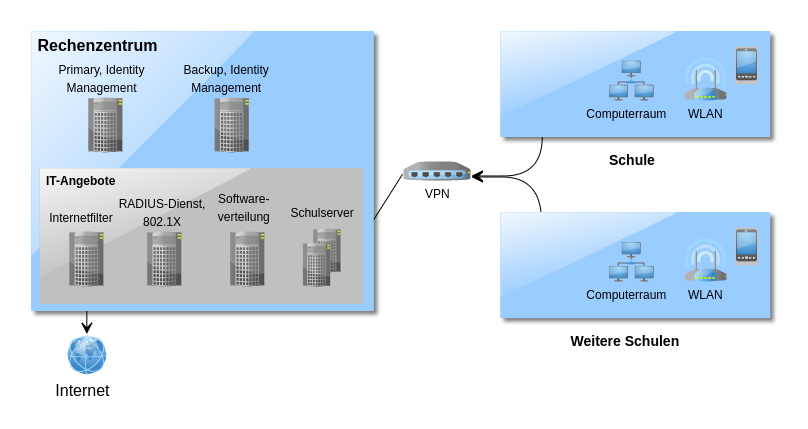 Rechenzentrum
Primary, Identity
Management
Backup, Identity
Management
IT-Angebote
Internetfilter
RADIUS-Dienst,
802.1X
Software-
verteilung
Schulserver
Internet
VPN
Computerraum
WLAN
Schule
Computerraum
WLAN
Weitere Schulen